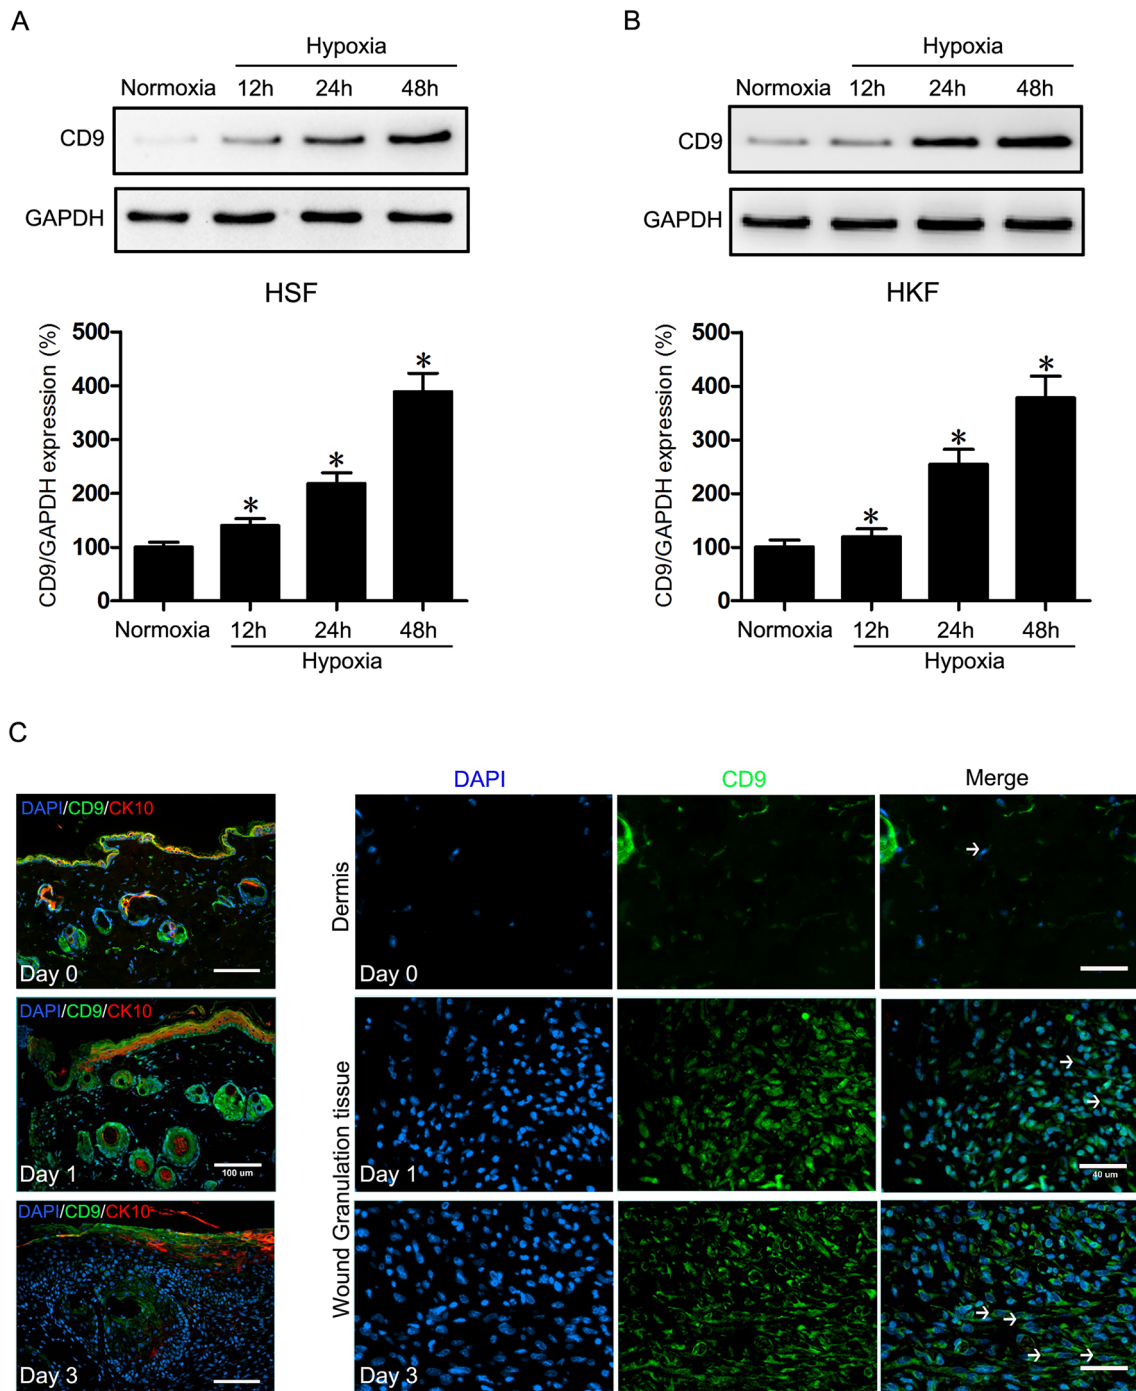 A
Hypoxia
Normoxia 12h 24h 48h
CD9
GAPDH
HSF
CD9/GAPDH expression (%)
500
400
300
200
100
0
* * *
Normoxia 12h 24h 48h
Hypoxia
B
Hypoxia
Normoxia 12h 24h 48h
CD9
GAPDH
HKF
CD9/GAPDH expression (%)
500
400
300
200
100
0
* * *
Normoxia 12h 24h 48h
Hypoxia
C
DAPI CD9 Merge
DAPI/CD9/CK10
Day 0
Dermis
Day 0
DAPI/CD9/CK10
Day 1
100 um
Wound Granulation tissue
Day 1
40 um
DAPI/CD9/CK10
Day 3
Day 3